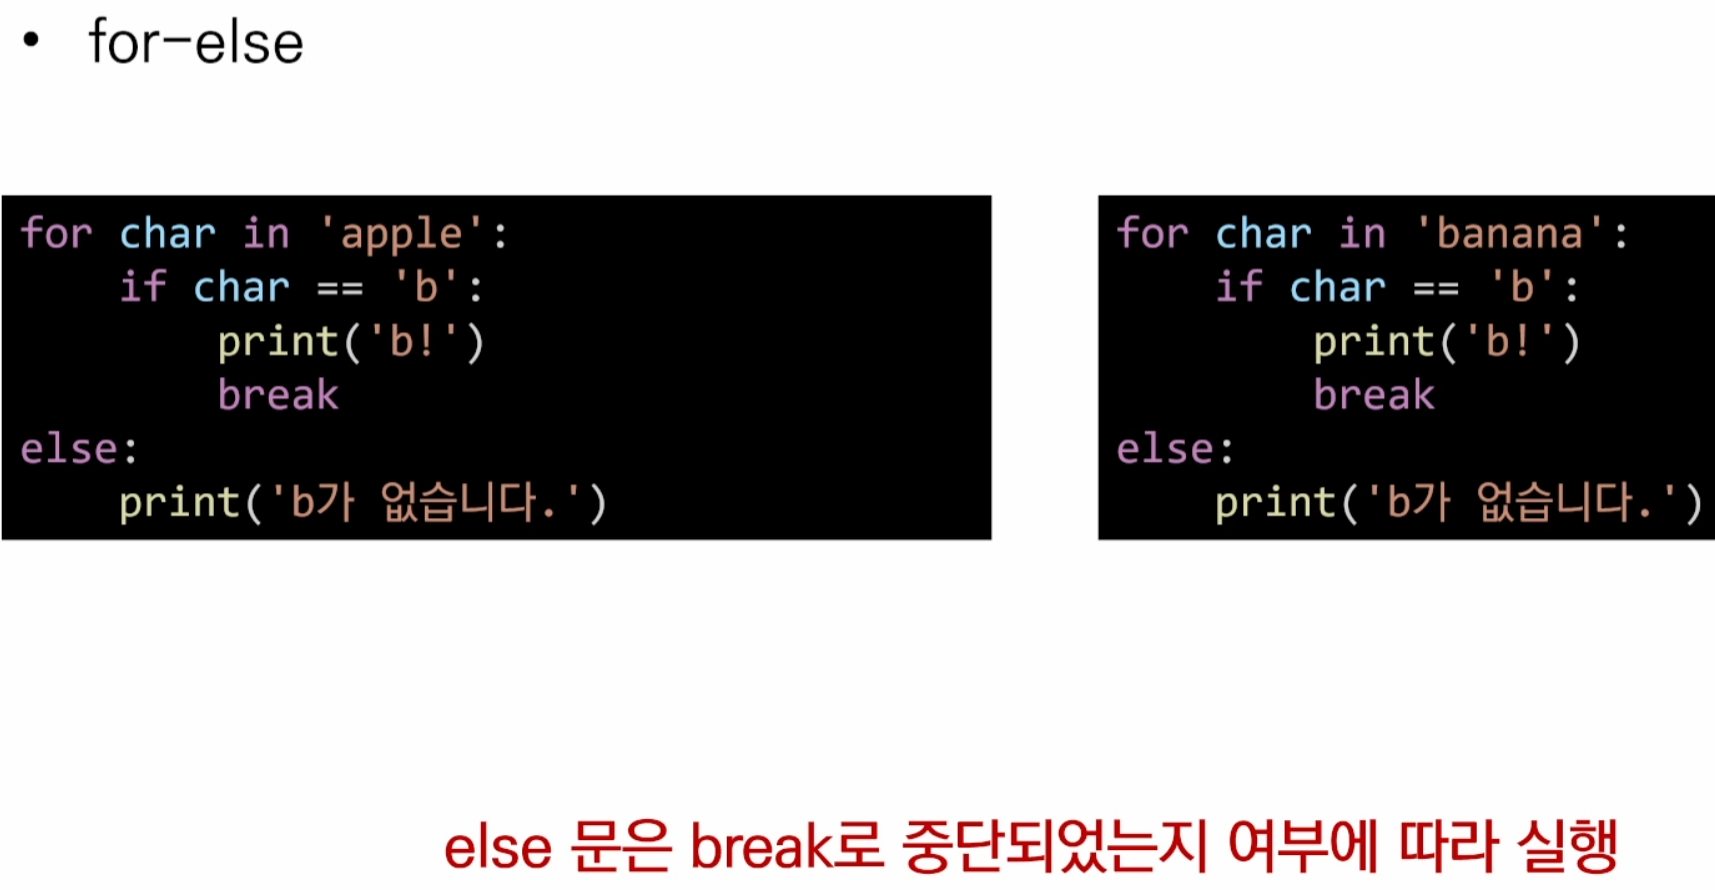 • for-else
for char in 'apple':
    if char == 'b':
        print('b!')
        break
else:
    print('b가 없습니다.')
for char in 'banana':
    if char == 'b':
        print('b!')
        break
else:
    print('b가 없습니다.')
else 문은 break로 중단되었는지 여부에 따라 실행